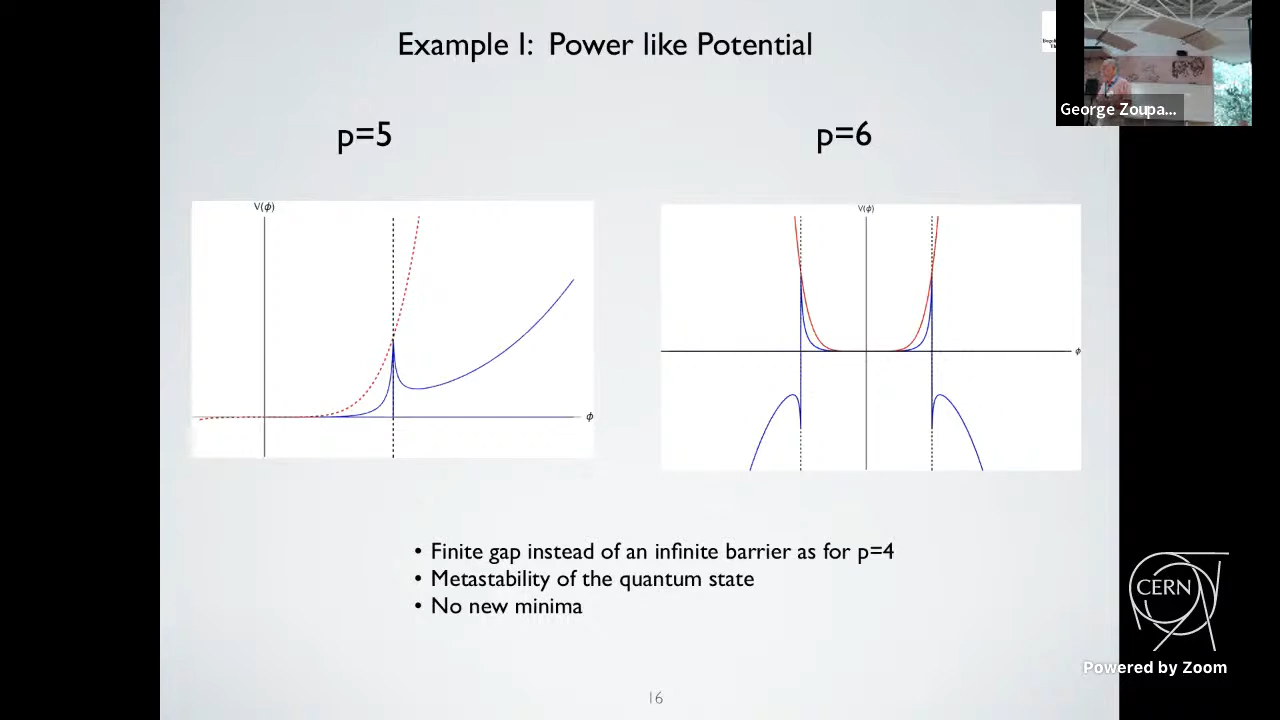 Example I: Power like Potential
George Zoupa...
p=5
p=6
V(ϕ)
V(ϕ)
ϕ
ϕ
• Finite gap instead of an infinite barrier as for p=4
• Metastability of the quantum state
• No new minima
CERN
Powered by Zoom
16